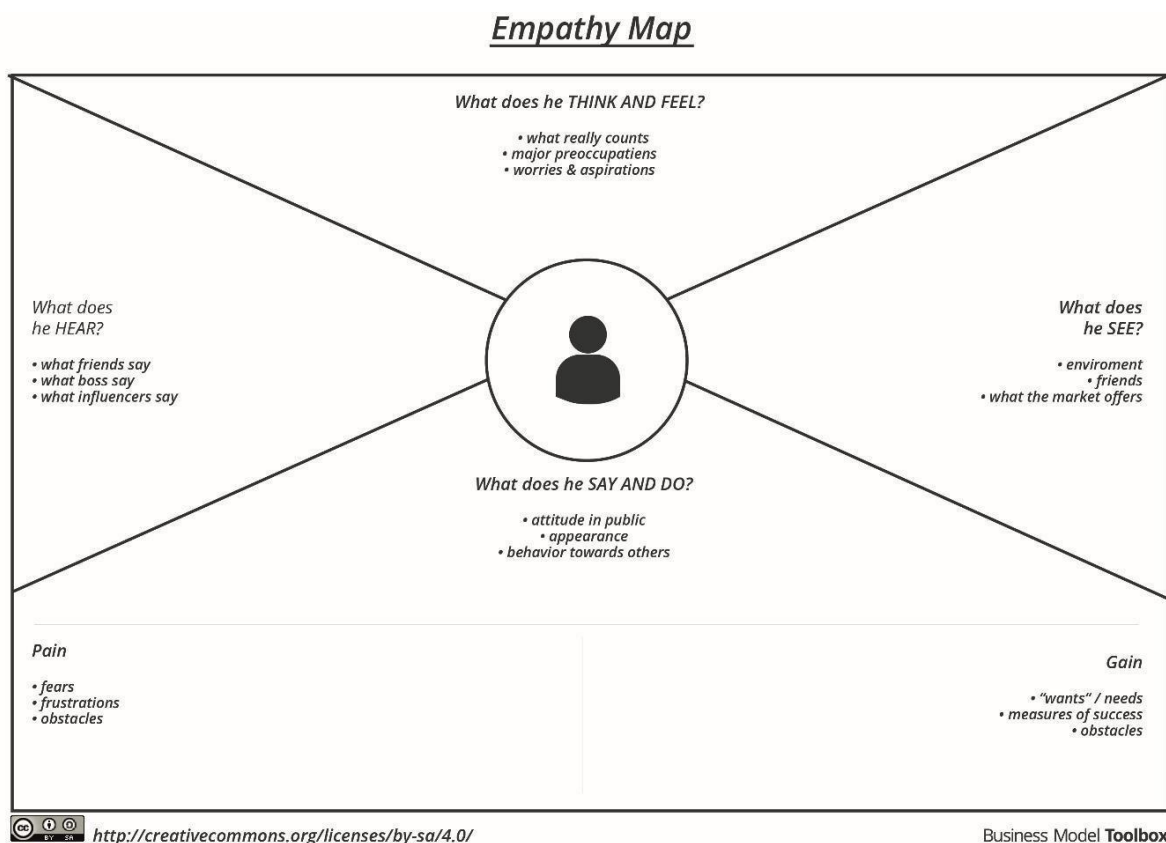 Empathy Map
What does he THINK AND FEEL?
• what really counts
• major preoccupatiens
• worries & aspirations
What does
he HEAR?
• what friends say
• what boss say
• what influencers say
What does
he SEE?
• enviroment
• friends
• what the market offers
What does he SAY AND DO?
• attitude in public
• appearance
• behavior towards others
Pain
• fears
• frustrations
• obstacles
Gain
• “wants” / needs
• measures of success
• obstacles
cc BY SA
http://creativecommons.org/licenses/by-sa/4.0/
Business Model Toolbox